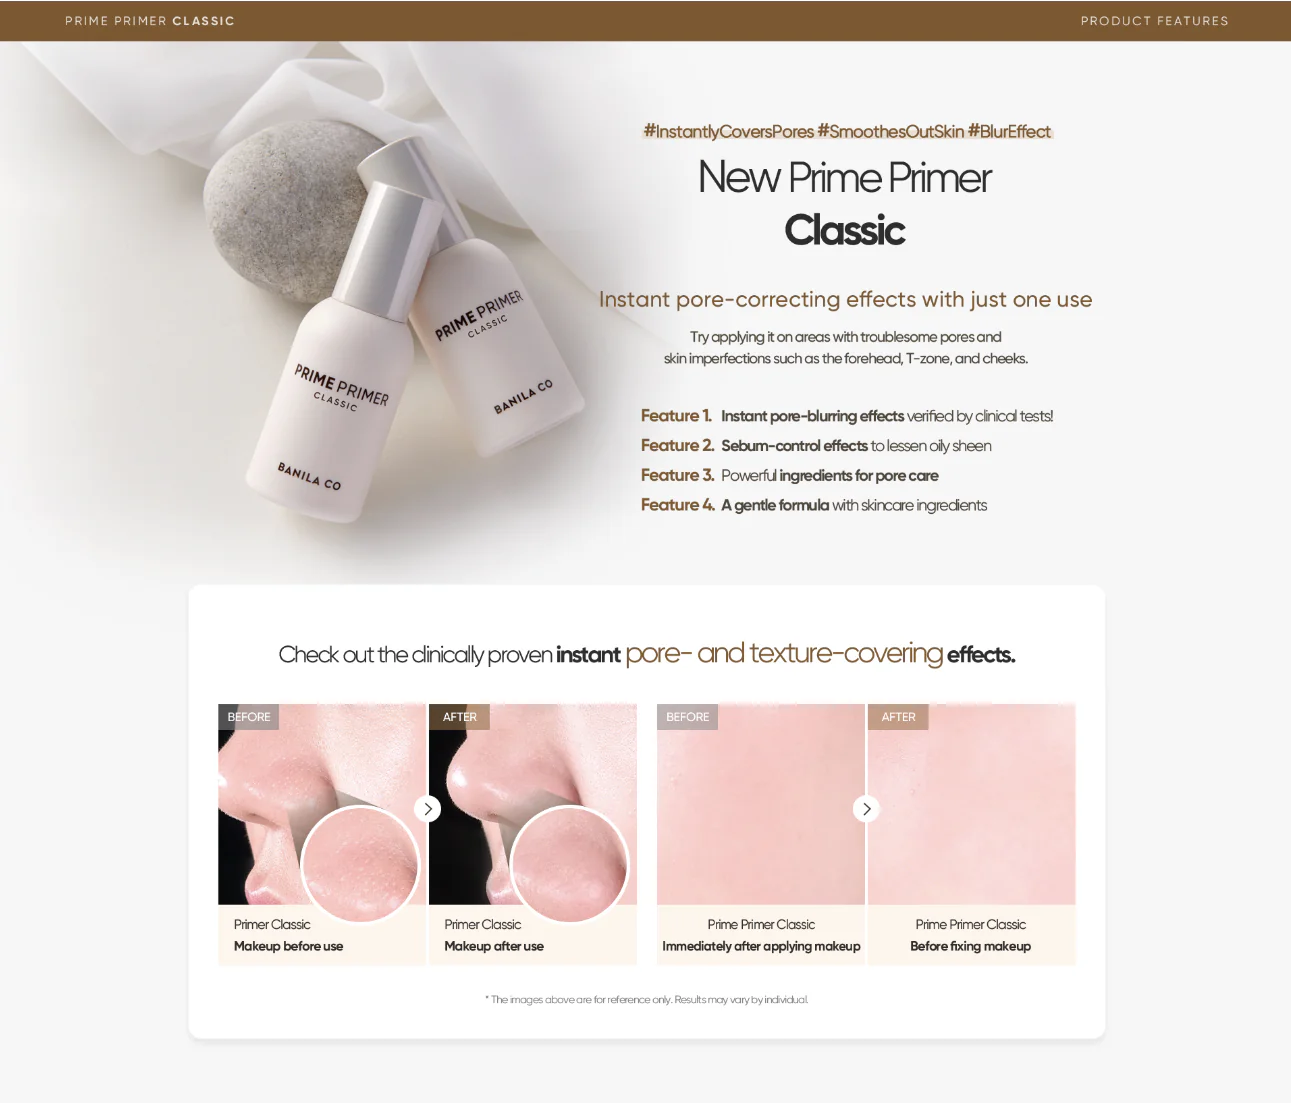 PRIME PRIMER CLASSIC
PRODUCT FEATURES
#InstantlyCoversPores #SmoothesOutSkin #BlurEffect
New Prime Primer
Classic
Instant pore-correcting effects with just one use
Try applying it on areas with troublesome pores and
skin imperfections such as the forehead, T-zone, and cheeks.
Feature 1. Instant pore-blurring effects verified by clinical tests!
Feature 2. Sebum-control effects to lessen oily sheen
Feature 3. Powerful ingredients for pore care
Feature 4. A gentle formula with skincare ingredients
PRIME PRIMER
CLASSIC
BANILA CO
PRIME PRIMER
CLASSIC
BANILA CO
Check out the clinically proven instant pore- and texture-covering effects.
BEFORE
AFTER
BEFORE
AFTER
Primer Classic
Makeup before use
Primer Classic
Makeup after use
Prime Primer Classic
Immediately after applying makeup
Prime Primer Classic
Before fixing makeup
* The images above are for reference only. Results may vary by individual.